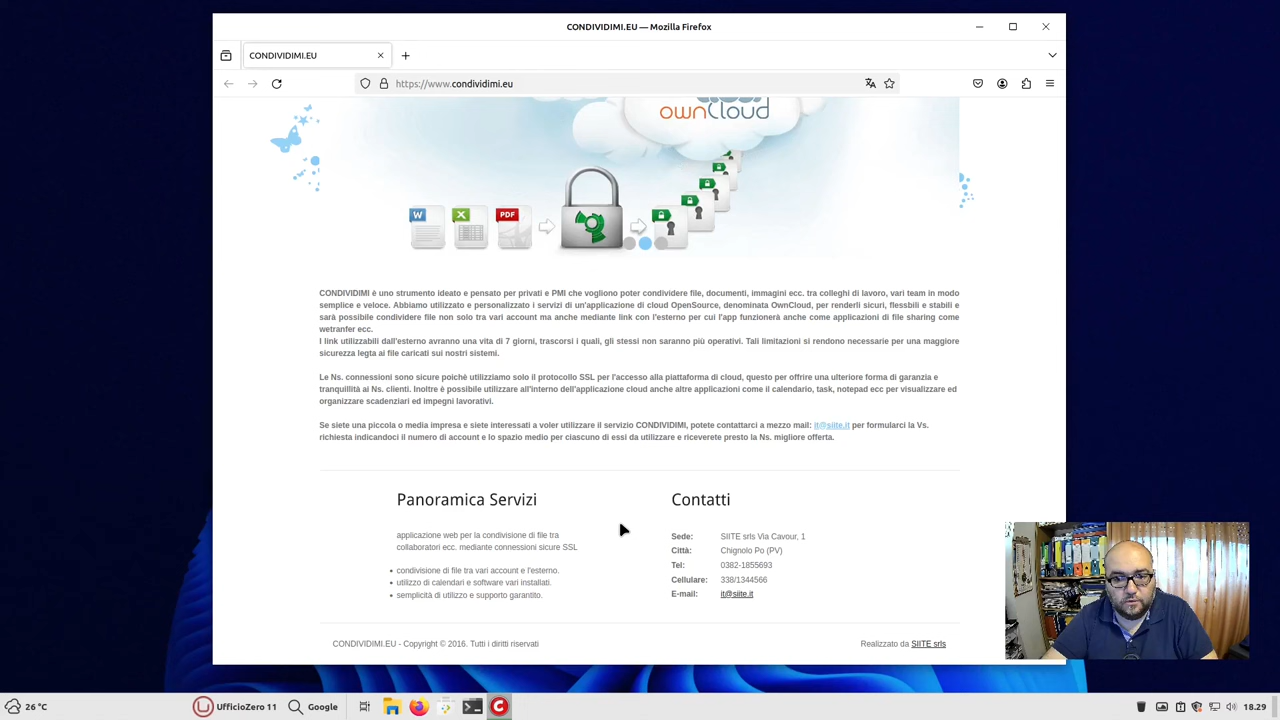 CONDIVIDIMI.EU — Mozilla Firefox
CONDIVIDIMI.EU
https://www.condividimi.eu
ownCloud
W
X
PDF
CONDIVIDIMI è uno strumento ideato e pensato per privati e PMI che vogliono poter condividere file, documenti, immagini ecc. tra colleghi di lavoro, vari team in modo
semplice e veloce. Abbiamo utilizzato e personalizzato i servizi di un'applicazione di cloud OpenSource, denominata OwnCloud, per renderli sicuri, flessbili e stabili e
sarà possibile condividere file non solo tra vari account ma anche mediante link con l'esterno per cui l'app funzionerà anche come applicazioni di file sharing come
wetranfer ecc.
I link utilizzabili dall'esterno avranno una vita di 7 giorni, trascorsi i quali, gli stessi non saranno più operativi. Tali limitazioni si rendono necessarie per una maggiore
sicurezza legta ai file caricati sui nostri sistemi.
Le Ns. connessioni sono sicure poichè utilizziamo solo il protocollo SSL per l'accesso alla piattaforma di cloud, questo per offrire una ulteriore forma di garanzia e
tranquillità ai Ns. clienti. Inoltre è possibile utilizzare all'interno dell'applicazione cloud anche altre applicazioni come il calendario, task, notepad ecc per visualizzare ed
organizzare scadenziari ed impegni lavorativi.
Se siete una piccola o media impresa e siete interessati a voler utilizzare il servizio CONDIVIDIMI, potete contattarci a mezzo mail: it@siite.it per formularci la Vs.
richiesta indicandoci il numero di account e lo spazio medio per ciascuno di essi da utilizzare e riceverete presto la Ns. migliore offerta.
Panoramica Servizi
applicazione web per la condivisione di file tra
collaboratori ecc. mediante connessioni sicure SSL
condivisione di file tra vari account e l'esterno.
utilizzo di calendari e software vari installati.
semplicità di utilizzo e supporto garantito.
Contatti
Sede: SIITE srls Via Cavour, 1
Città: Chignolo Po (PV)
Tel: 0382-1855693
Cellulare: 338/1344566
E-mail: it@siite.it
CONDIVIDIMI.EU - Copyright © 2016. Tutti i diritti riservati
Realizzato da SIITE srls
26 °C
UfficioZero 11
Google
18.29